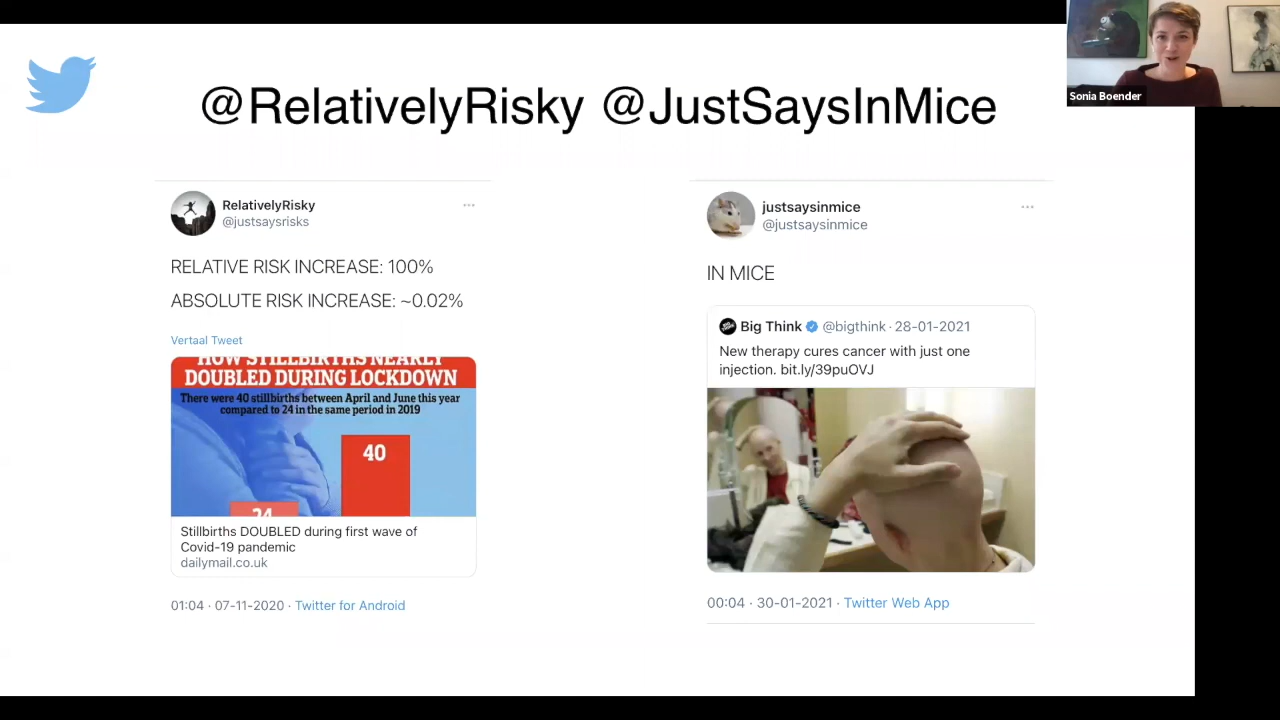 @RelativelyRisky @JustSaysInMice
Sonia Boender
RelativelyRisky
@justsaysrisks
RELATIVE RISK INCREASE: 100%
ABSOLUTE RISK INCREASE: ~0.02%
Vertaal Tweet
HOW STILLBIRTHS NEARLY
DOUBLED DURING LOCKDOWN
There were 40 stillbirths between April and June this year
compared to 24 in the same period in 2019
40
24
Stillbirths DOUBLED during first wave of
Covid-19 pandemic
dailymail.co.uk
01:04 · 07-11-2020 · Twitter for Android
justsaysinmice
@justsaysinmice
IN MICE
Big Think @bigthink · 28-01-2021
New therapy cures cancer with just one
injection. bit.ly/39puOVJ
00:04 · 30-01-2021 · Twitter Web App